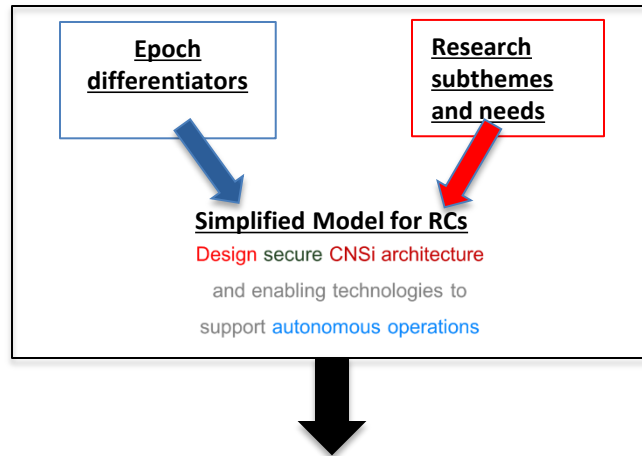 Epoch
differentiators
Research
subthemes
and needs
Simplified Model for RCs
Design secure CNSi architecture
and enabling technologies to
support autonomous operations